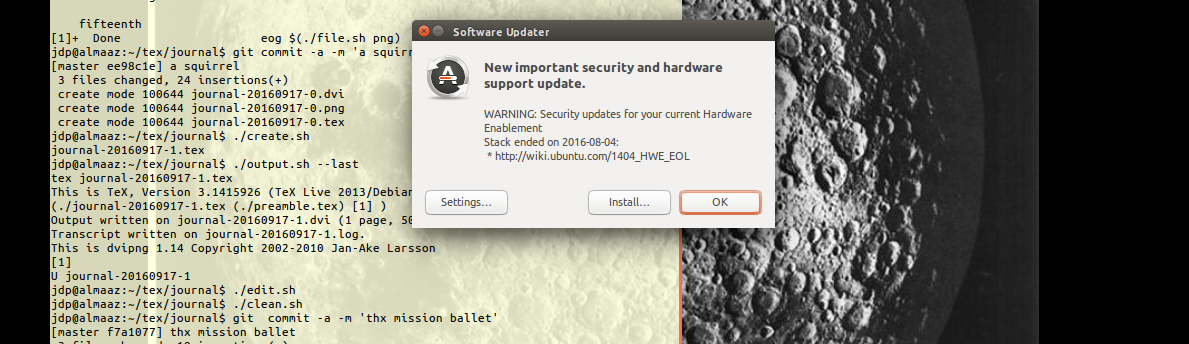 fifteenth
[1]+  Done                    eog $(./file.sh png)
jdp@almaaz:~/tex/journal$ git commit -a -m 'a squirr
[master ee98c1e] a squirrel
 3 files changed, 24 insertions(+)
 create mode 100644 journal-20160917-0.dvi
 create mode 100644 journal-20160917-0.png
 create mode 100644 journal-20160917-0.tex
jdp@almaaz:~/tex/journal$ ./create.sh
journal-20160917-1.tex
jdp@almaaz:~/tex/journal$ ./output.sh --last
tex journal-20160917-1.tex
This is TeX, Version 3.1415926 (TeX Live 2013/Debian
(./journal-20160917-1.tex (./preamble.tex) [1] )
Output written on journal-20160917-1.dvi (1 page, 50
Transcript written on journal-20160917-1.log.
This is dvipng 1.14 Copyright 2002-2010 Jan-Ake Larsson
[1]
U journal-20160917-1
jdp@almaaz:~/tex/journal$ ./edit.sh
jdp@almaaz:~/tex/journal$ ./clean.sh
jdp@almaaz:~/tex/journal$ git  commit -a -m 'thx mission ballet'
[master f7a1077] thx mission ballet
Software Updater
New important security and hardware
support update.
WARNING: Security updates for your current Hardware
Enablement
Stack ended on 2016-08-04:
 * http://wiki.ubuntu.com/1404_HWE_EOL
Settings...
Install...
OK